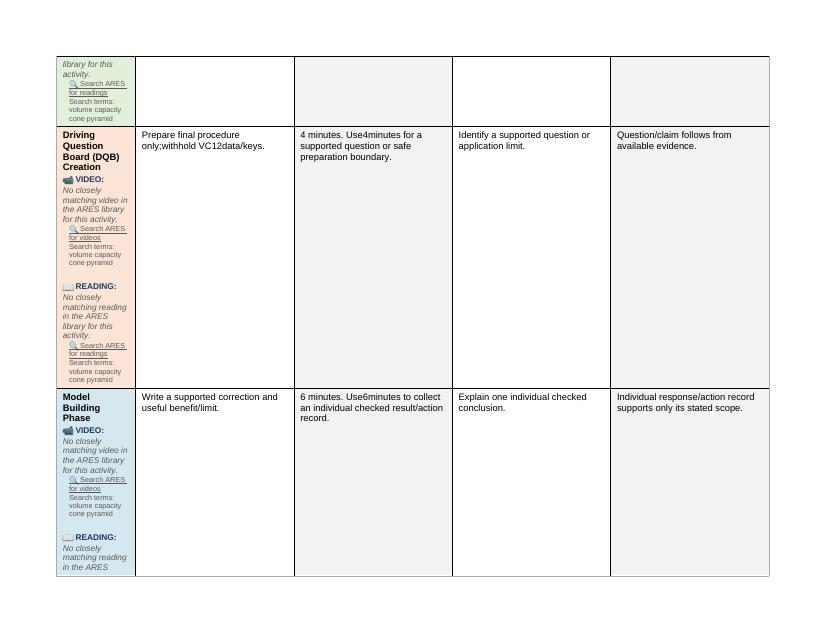 library for this
activity.
🔍 Search ARES
for readings
Search terms:
volume capacity
cone pyramid
Driving
Question
Board (DQB)
Creation
📹 VIDEO:
No closely
matching video in
the ARES library
for this activity.
🔍 Search ARES
for videos
Search terms:
volume capacity
cone pyramid
📖 READING:
No closely
matching reading
in the ARES
library for this
activity.
🔍 Search ARES
for readings
Search terms:
volume capacity
cone pyramid
Prepare final procedure
only;withhold VC12data/keys.
4 minutes. Use4minutes for a
supported question or safe
preparation boundary.
Identify a supported question or
application limit.
Question/claim follows from
available evidence.
Model
Building
Phase
📹 VIDEO:
No closely
matching video in
the ARES library
for this activity.
🔍 Search ARES
for videos
Search terms:
volume capacity
cone pyramid
📖 READING:
No closely
matching reading
in the ARES
Write a supported correction and
useful benefit/limit.
6 minutes. Use6minutes to collect
an individual checked result/action
record.
Explain one individual checked
conclusion.
Individual response/action record
supports only its stated scope.